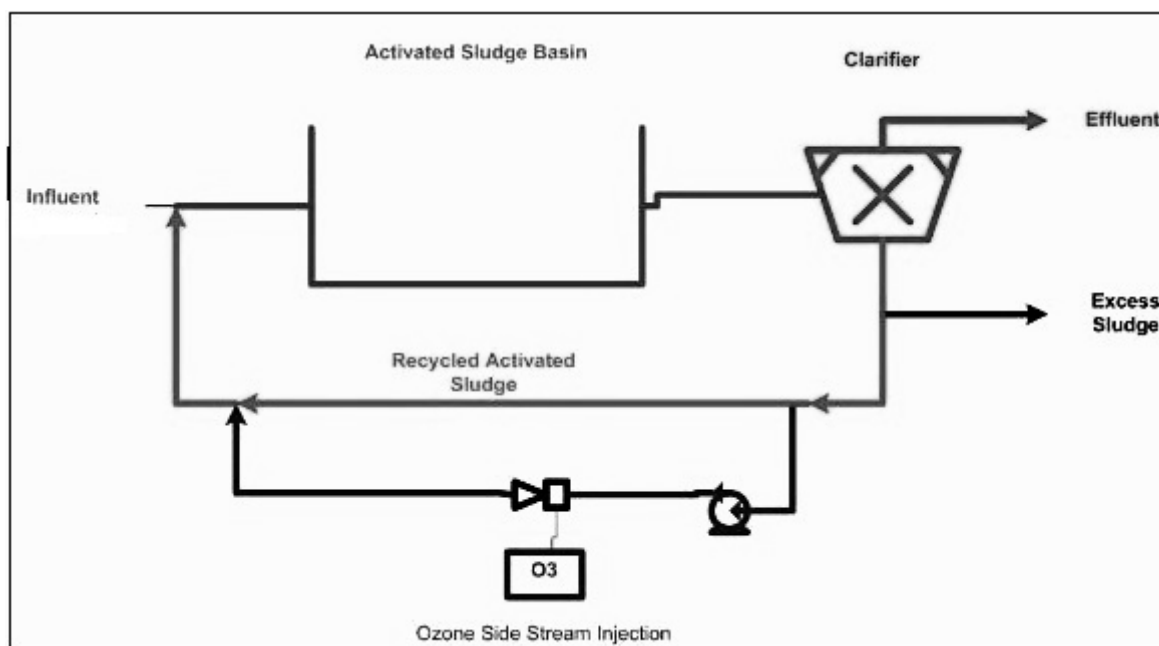 Activated Sludge Basin
Clarifier
Effluent
Influent
Excess
Sludge
Recycled Activated
Sludge
O3
Ozone Side Stream Injection